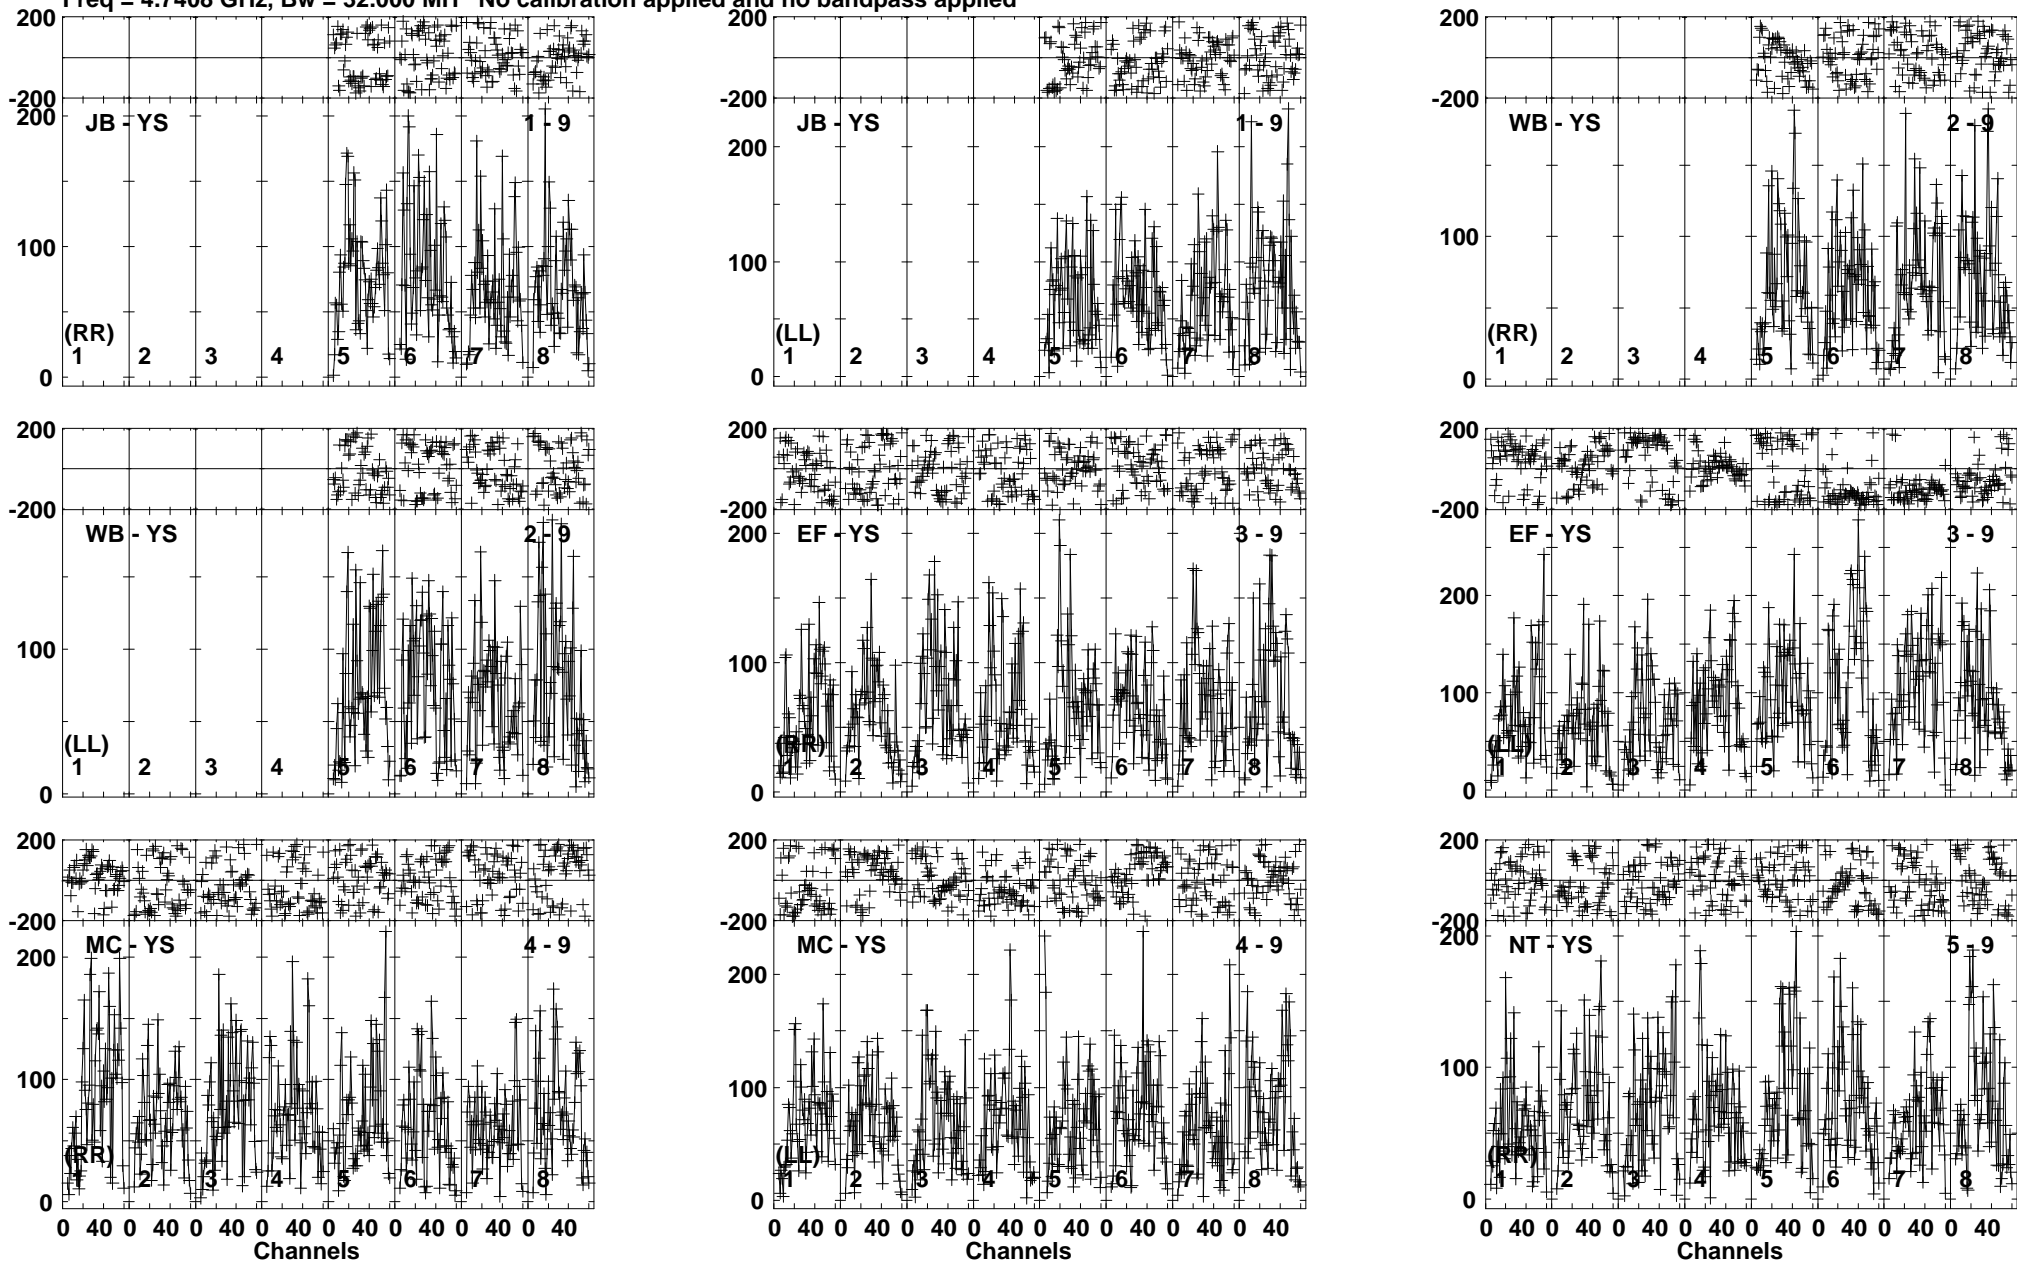 Freq = 4.7408 GHz, Bw = 32.000 MH No calibration applied and no bandpass applied
200 200 200
-200 -200 -200
200 JB - YS 1 - 9 JB - YS 1 - 9 WB - YS 2 - 9
200
100 100 100
(RR) (LL) (RR)
1 2 3 4 5 6 7 8 1 2 3 4 5 6 7 8 1 2 3 4 5 6 7 8
0 0 0
200 200 200
-200 -200 -200
WB - YS 2 - 9 200 EF - YS 3 - 9 EF - YS 3 - 9
200
100 100 100
(LL) (RR) (LL)
1 2 3 4 5 6 7 8 1 2 3 4 5 6 7 8 1 2 3 4 5 6 7 8
0 0 0
200 200 200
-200 -200 -200
MC - YS 4 - 9 MC - YS 4 - 9 200 NT - YS 5 - 9
200 200
100 100 100
(RR) (LL) (RR)
1 2 3 4 5 6 7 8 1 2 3 4 5 6 7 8 1 2 3 4 5 6 7 8
0 0 0
0 40 0 40 0 40 0 40 0 40 0 40 0 40 0 40 0 40 0 40 0 40 0 40 0 40 0 40 0 40 0 40 0 40 0 40 0 40 0 40 0 40 0 40 0 40 0 40
Channels Channels